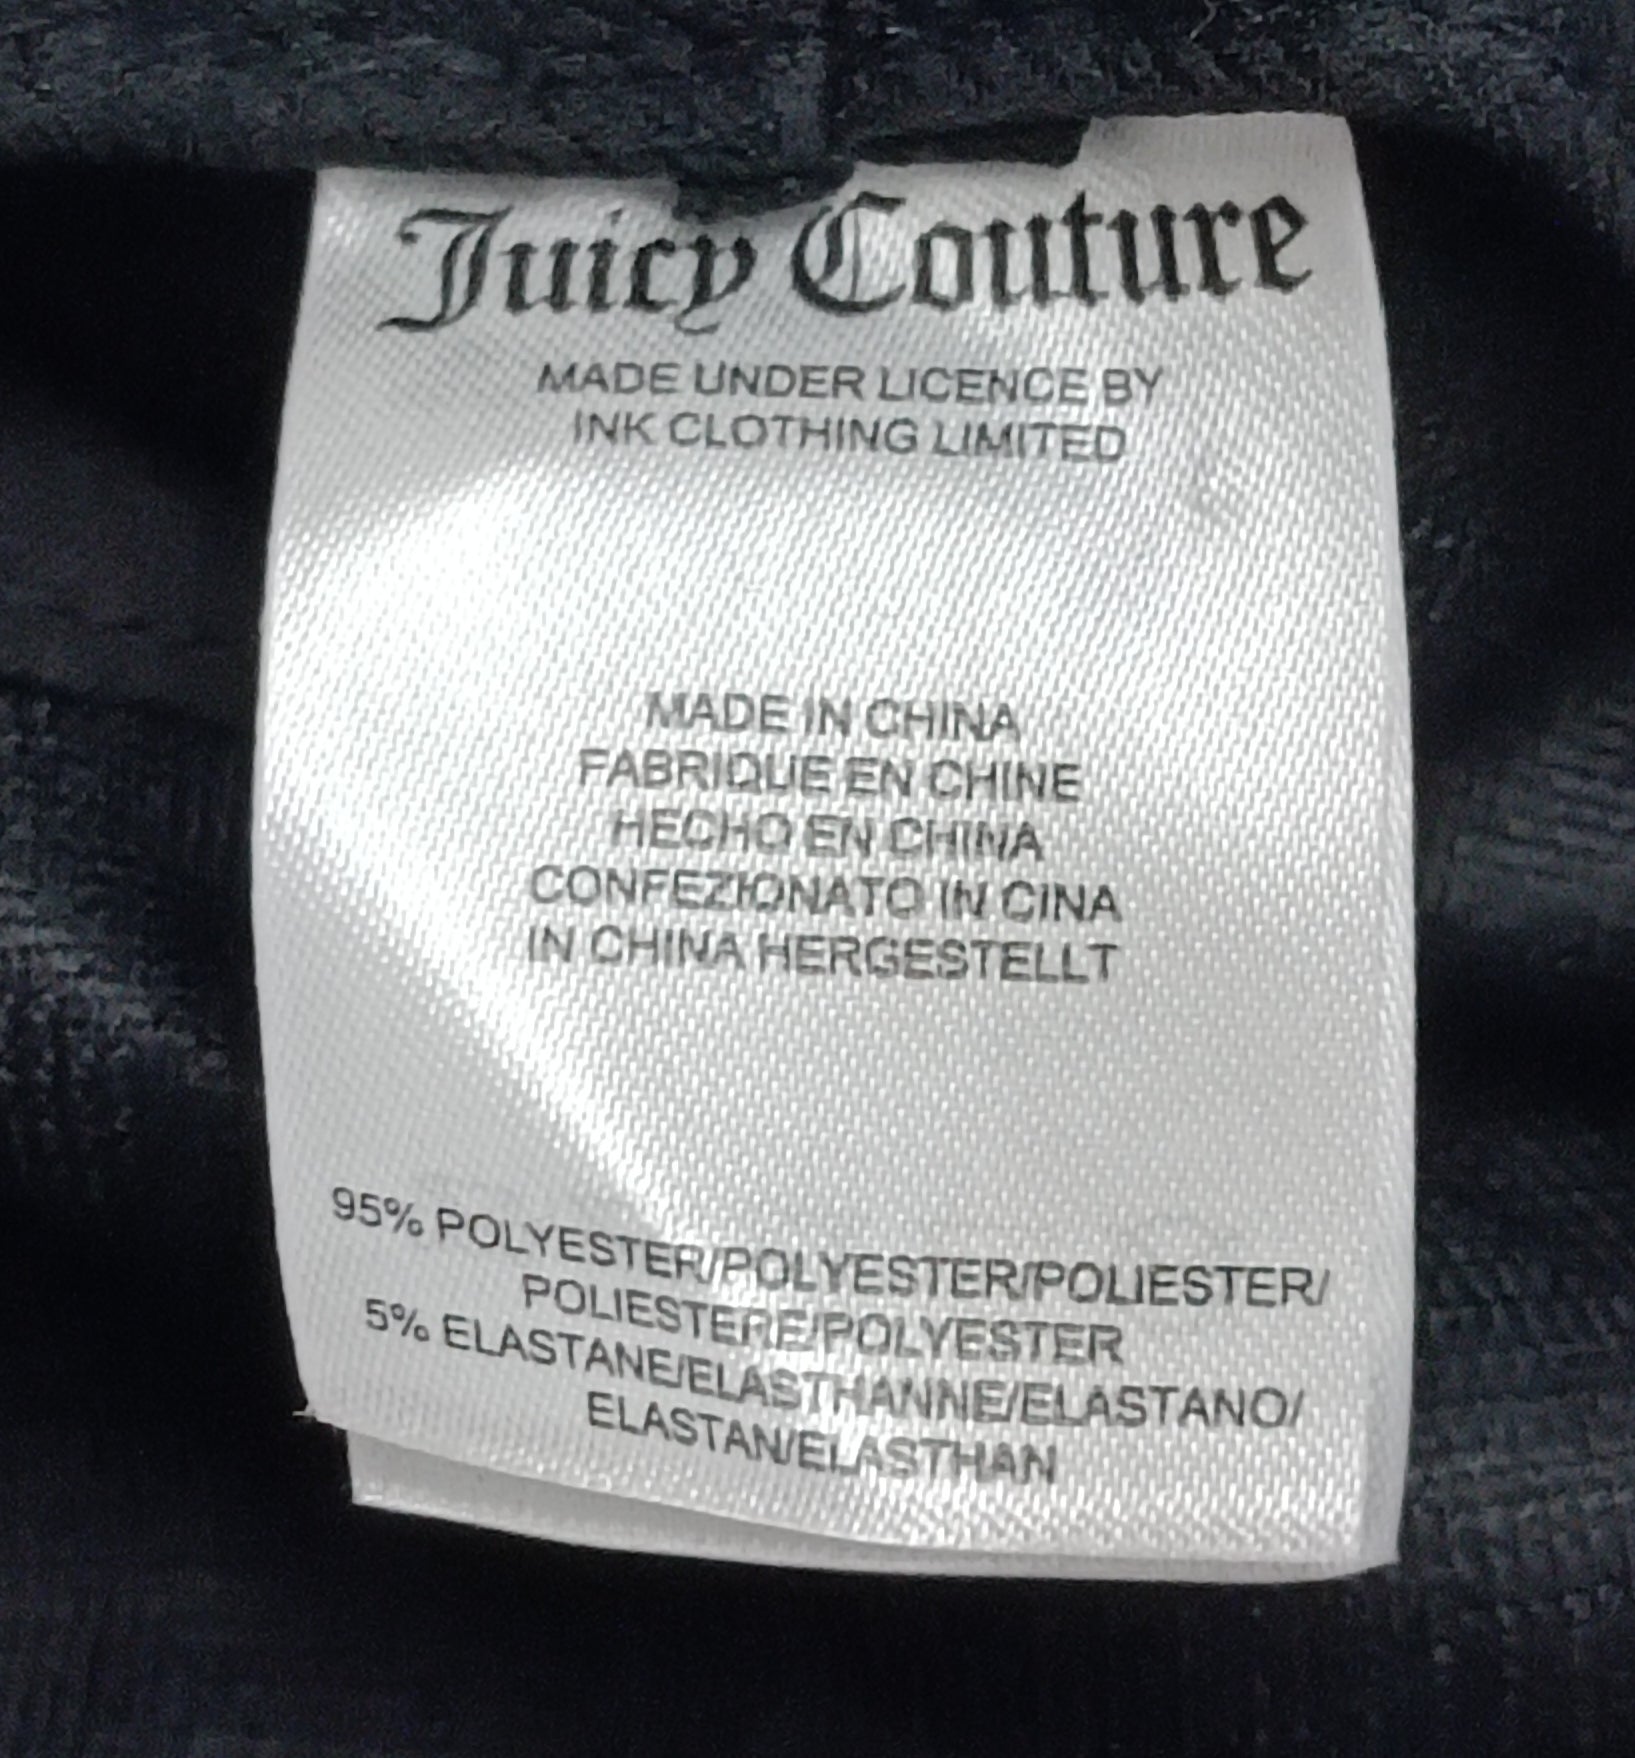 Juicy Couture
MADE UNDER LICENCE BY
INK CLOTHING LIMITED
MADE IN CHINA
FABRIQUE EN CHINE
HECHO EN CHINA
CONFEZIONATO IN CINA
IN CHINA HERGESTELLT
95% POLYESTER/POLYESTER/POLIESTER/
POLIESTERE/POLYESTER
5% ELASTANE/ELASTHANNE/ELASTANO/
ELASTAN/ELASTHAN